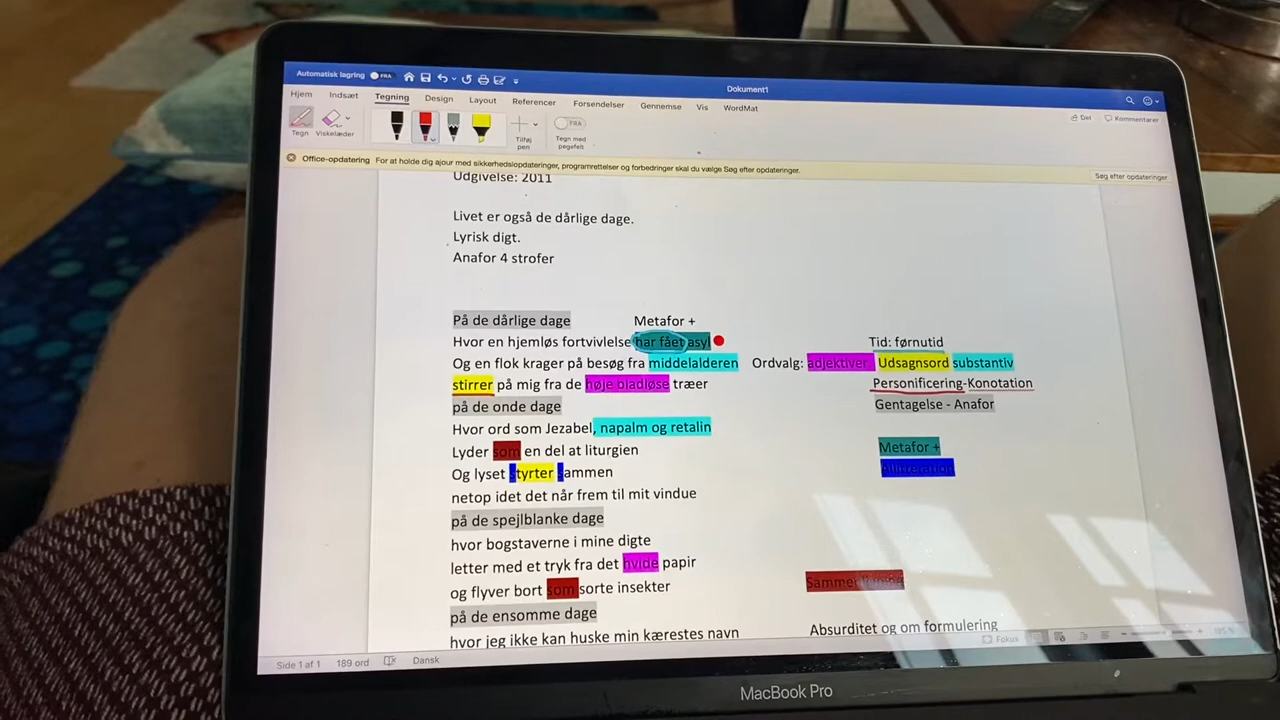 Automatisk lagring FRA
Dokument1
Hjem Indsæt Tegning Design Layout Referencer Forsendelser Gennemse Vis WordMat
Del Kommentarer
Tegn Viskelæder Tilføj pen FRA Tegn med pegefelt
Office-opdatering For at holde dig ajour med sikkerhedsopdateringer, programrettelser og forbedringer skal du vælge Søg efter opdateringer. Søg efter opdateringer
Udgivelse: 2011
Livet er også de dårlige dage.
Lyrisk digt.
Anafor 4 strofer
På de dårlige dage Metafor +
Hvor en hjemløs fortvivlelse har fået asyl Tid: førnutid
Og en flok krager på besøg fra middelalderen Ordvalg: adjektiver Udsagnsord substantiv
stirrer på mig fra de høje bladløse træer Personificering-Konotation
på de onde dage Gentagelse - Anafor
Hvor ord som Jezabel, napalm og retalin
Lyder som en del at liturgien Metafor +
Og lyset styrter sammen Allitteration
netop idet det når frem til mit vindue
på de spejlblanke dage
hvor bogstaverne i mine digte
letter med et tryk fra det hvide papir
og flyver bort som sorte insekter
på de ensomme dage
hvor jeg ikke kan huske min kærestes navn Absurditet og om formulering
Fokus 195 %
Side 1 af 1 189 ord Dansk
MacBook Pro